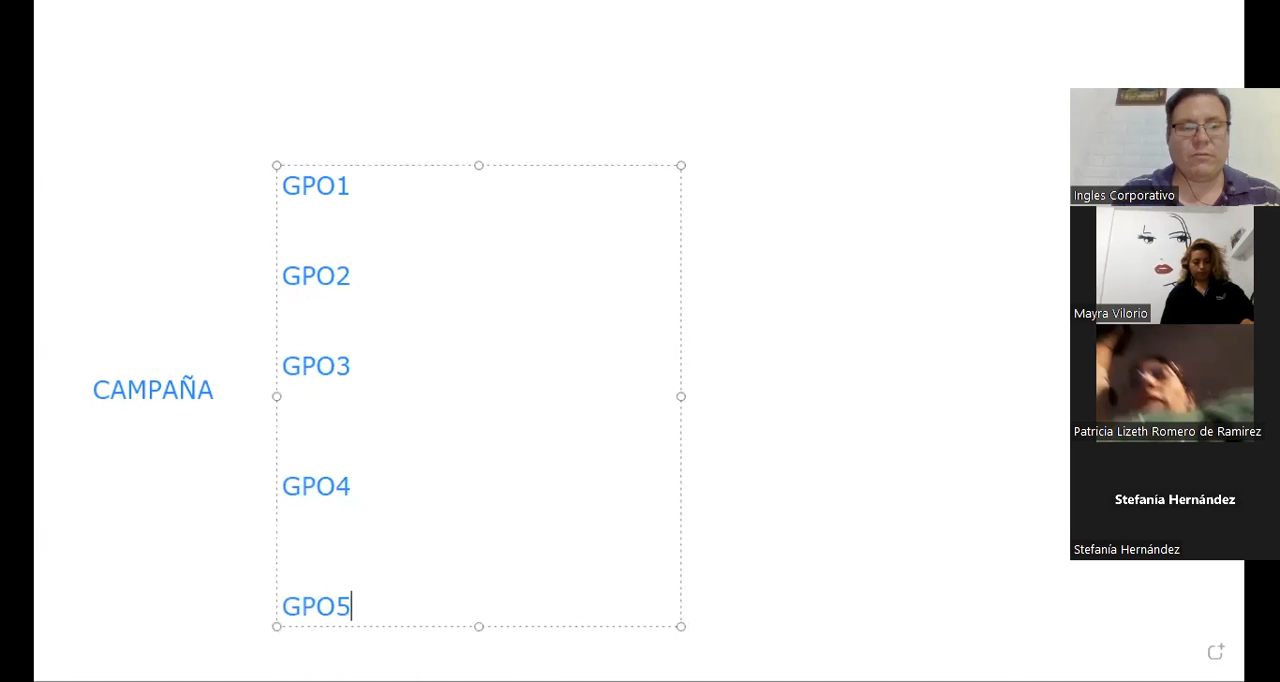 GPO1
GPO2
GPO3
CAMPAÑA
GPO4
GPO5
Ingles Corporativo
Mayra Vilorio
Patricia Lizeth Romero de Ramirez
Stefanía Hernández
Stefanía Hernández